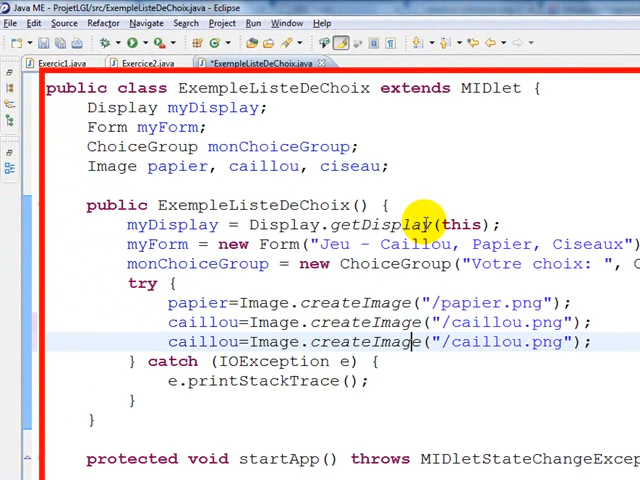 Java ME - ProjetLGI/src/ExempleListeDeChoix.java - Eclipse
File Edit Source Refactor Navigate Search Project Run Window Help
Exercic1.java Exercice2.java *ExempleListeDeChoix.java
public class ExempleListeDeChoix extends MIDlet {
Display myDisplay;
Form myForm;
ChoiceGroup monChoiceGroup;
Image papier, caillou, ciseau;
public ExempleListeDeChoix() {
myDisplay = Display.getDisplay(this);
myForm = new Form("Jeu - Caillou, Papier, Ciseaux")
monChoiceGroup = new ChoiceGroup("Votre choix: ", C
try {
papier=Image.createImage("/papier.png");
caillou=Image.createImage("/caillou.png");
caillou=Image.createImage("/caillou.png");
} catch (IOException e) {
e.printStackTrace();
}
}
protected void startApp() throws MIDletStateChangeExcep